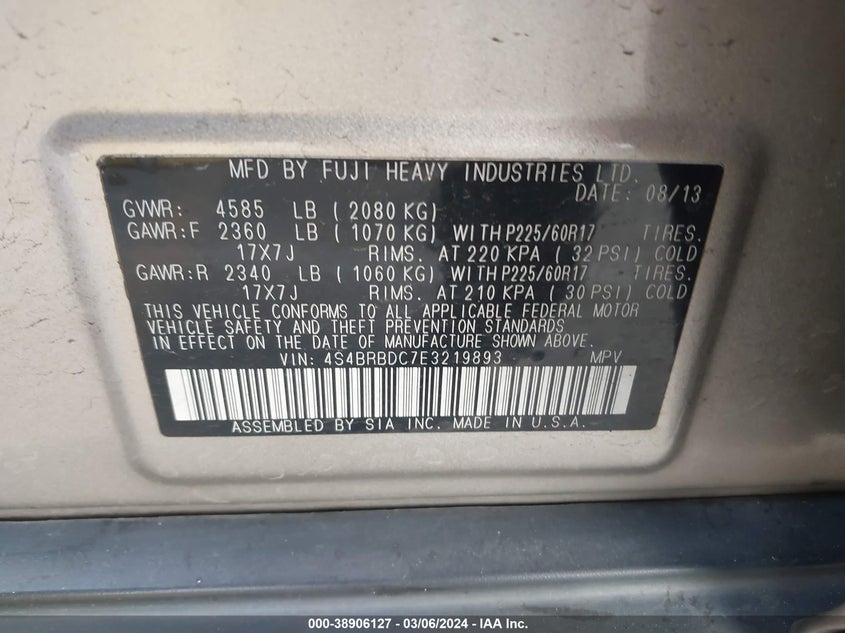 MFD BY FUJI HEAVY INDUSTRIES LTD.
DATE: 08/13
GVWR: 4585 LB ( 2080 KG)
GAWR:F 2360 LB ( 1070 KG) WITH P225/60R17 TIRES.
17X7J RIMS. AT 220 KPA ( 32 PSI) COLD
GAWR:R 2340 LB ( 1060 KG) WITH P225/60R17 TIRES.
17X7J RIMS. AT 210 KPA ( 30 PSI) COLD
THIS VEHICLE CONFORMS TO ALL APPLICABLE FEDERAL MOTOR
VEHICLE SAFETY AND THEFT PREVENTION STANDARDS
IN EFFECT ON THE DATE OF MANUFACTURE SHOWN ABOVE.
VIN: 4S4BRBDC7E3219893 MPV
ASSEMBLED BY SIA INC. MADE IN U.S.A.
000-38906127 - 03/06/2024 - IAA Inc.